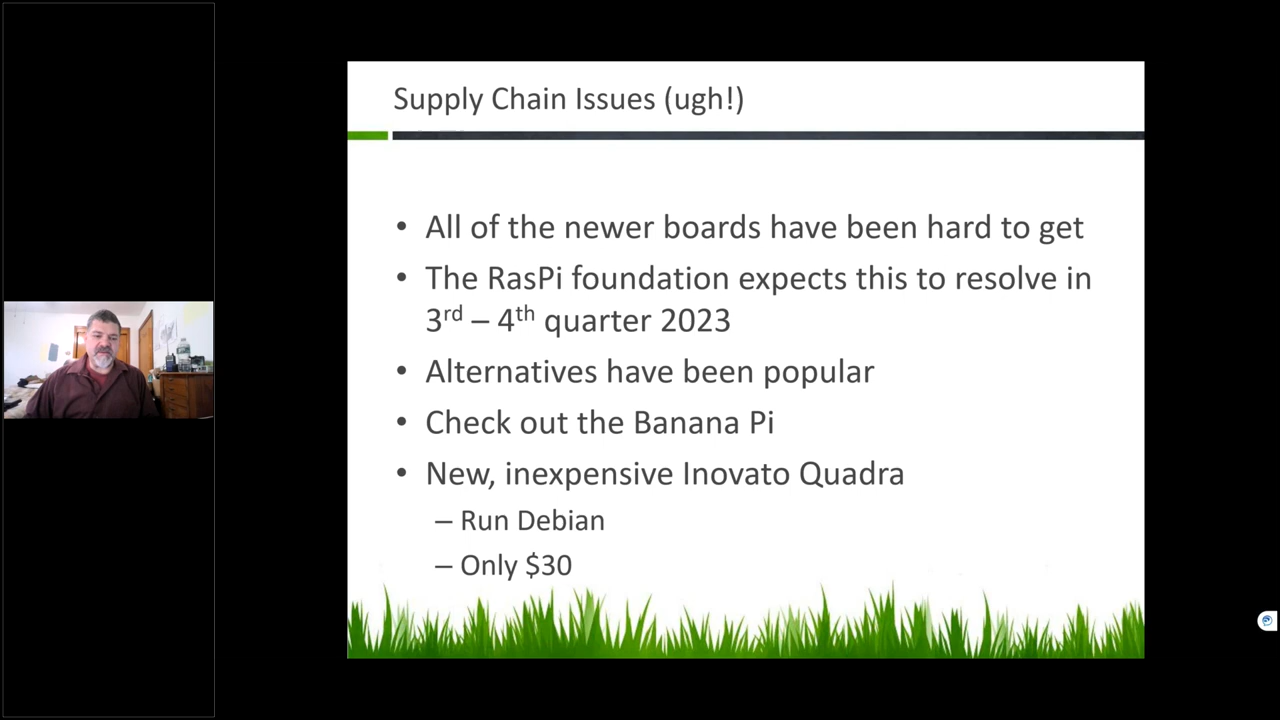 Supply Chain Issues (ugh!)
• All of the newer boards have been hard to get
• The RasPi foundation expects this to resolve in
3rd – 4th quarter 2023
• Alternatives have been popular
• Check out the Banana Pi
• New, inexpensive Inovato Quadra
– Run Debian
– Only $30